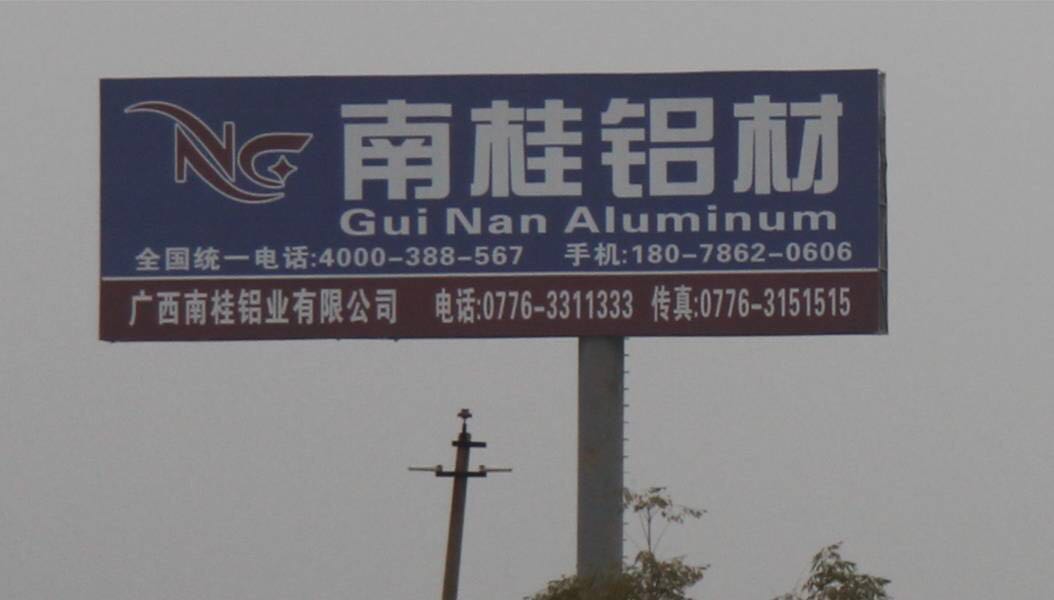 NG
南桂铝材
Gui Nan Aluminum
全国统一电话:4000-388-567 手机:180-7862-0606
广西南桂铝业有限公司 电话:0776-3311333 传真:0776-3151515